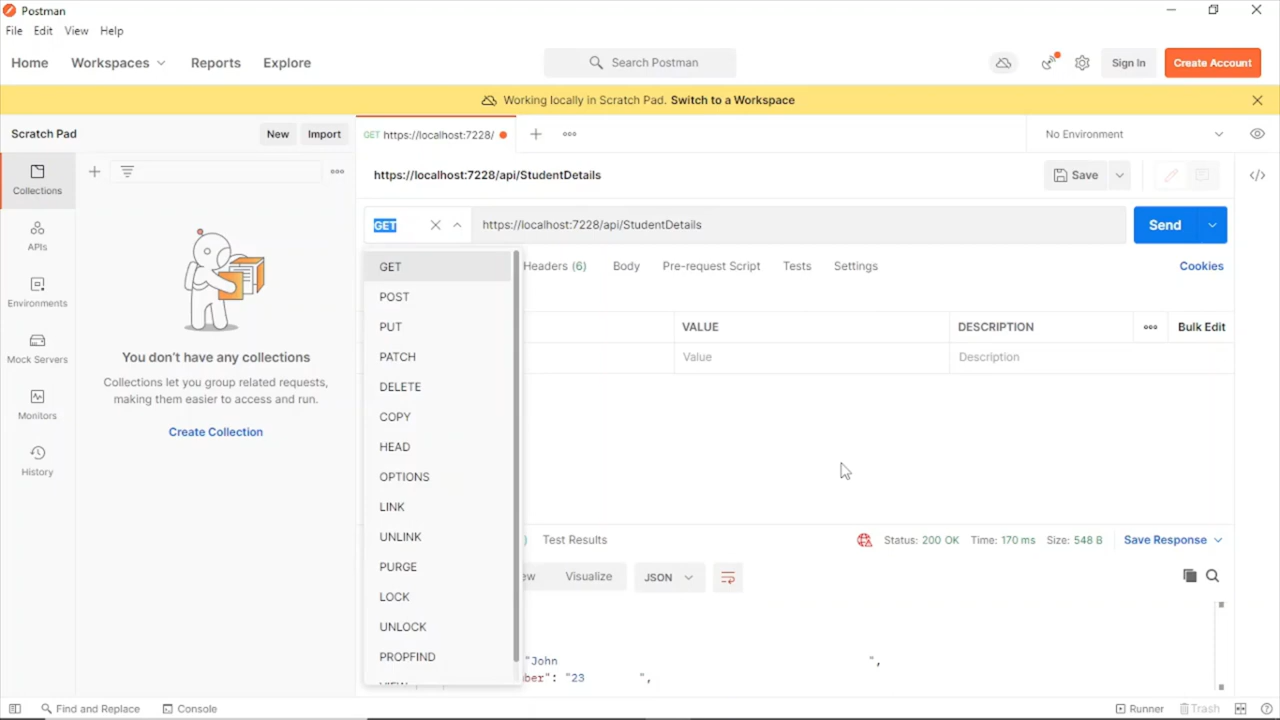 Postman
File Edit View Help
Home Workspaces Reports Explore Search Postman Sign In Create Account
Working locally in Scratch Pad. Switch to a Workspace
Scratch Pad New Import GET https://localhost:7228/ No Environment
https://localhost:7228/api/StudentDetails Save
Collections
GET https://localhost:7228/api/StudentDetails Send
APIs
GET Headers (6) Body Pre-request Script Tests Settings Cookies
POST
Environments
PUT VALUE DESCRIPTION Bulk Edit
Mock Servers
You don't have any collections
PATCH Value Description
Collections let you group related requests,
making them easier to access and run.
DELETE
Monitors
COPY
Create Collection
HEAD
History
OPTIONS
LINK
UNLINK Test Results Status: 200 OK Time: 170 ms Size: 548 B Save Response
PURGE Visualize JSON
LOCK
UNLOCK
PROPFIND "John ",
ber": "23 ",
Find and Replace Console Runner Trash